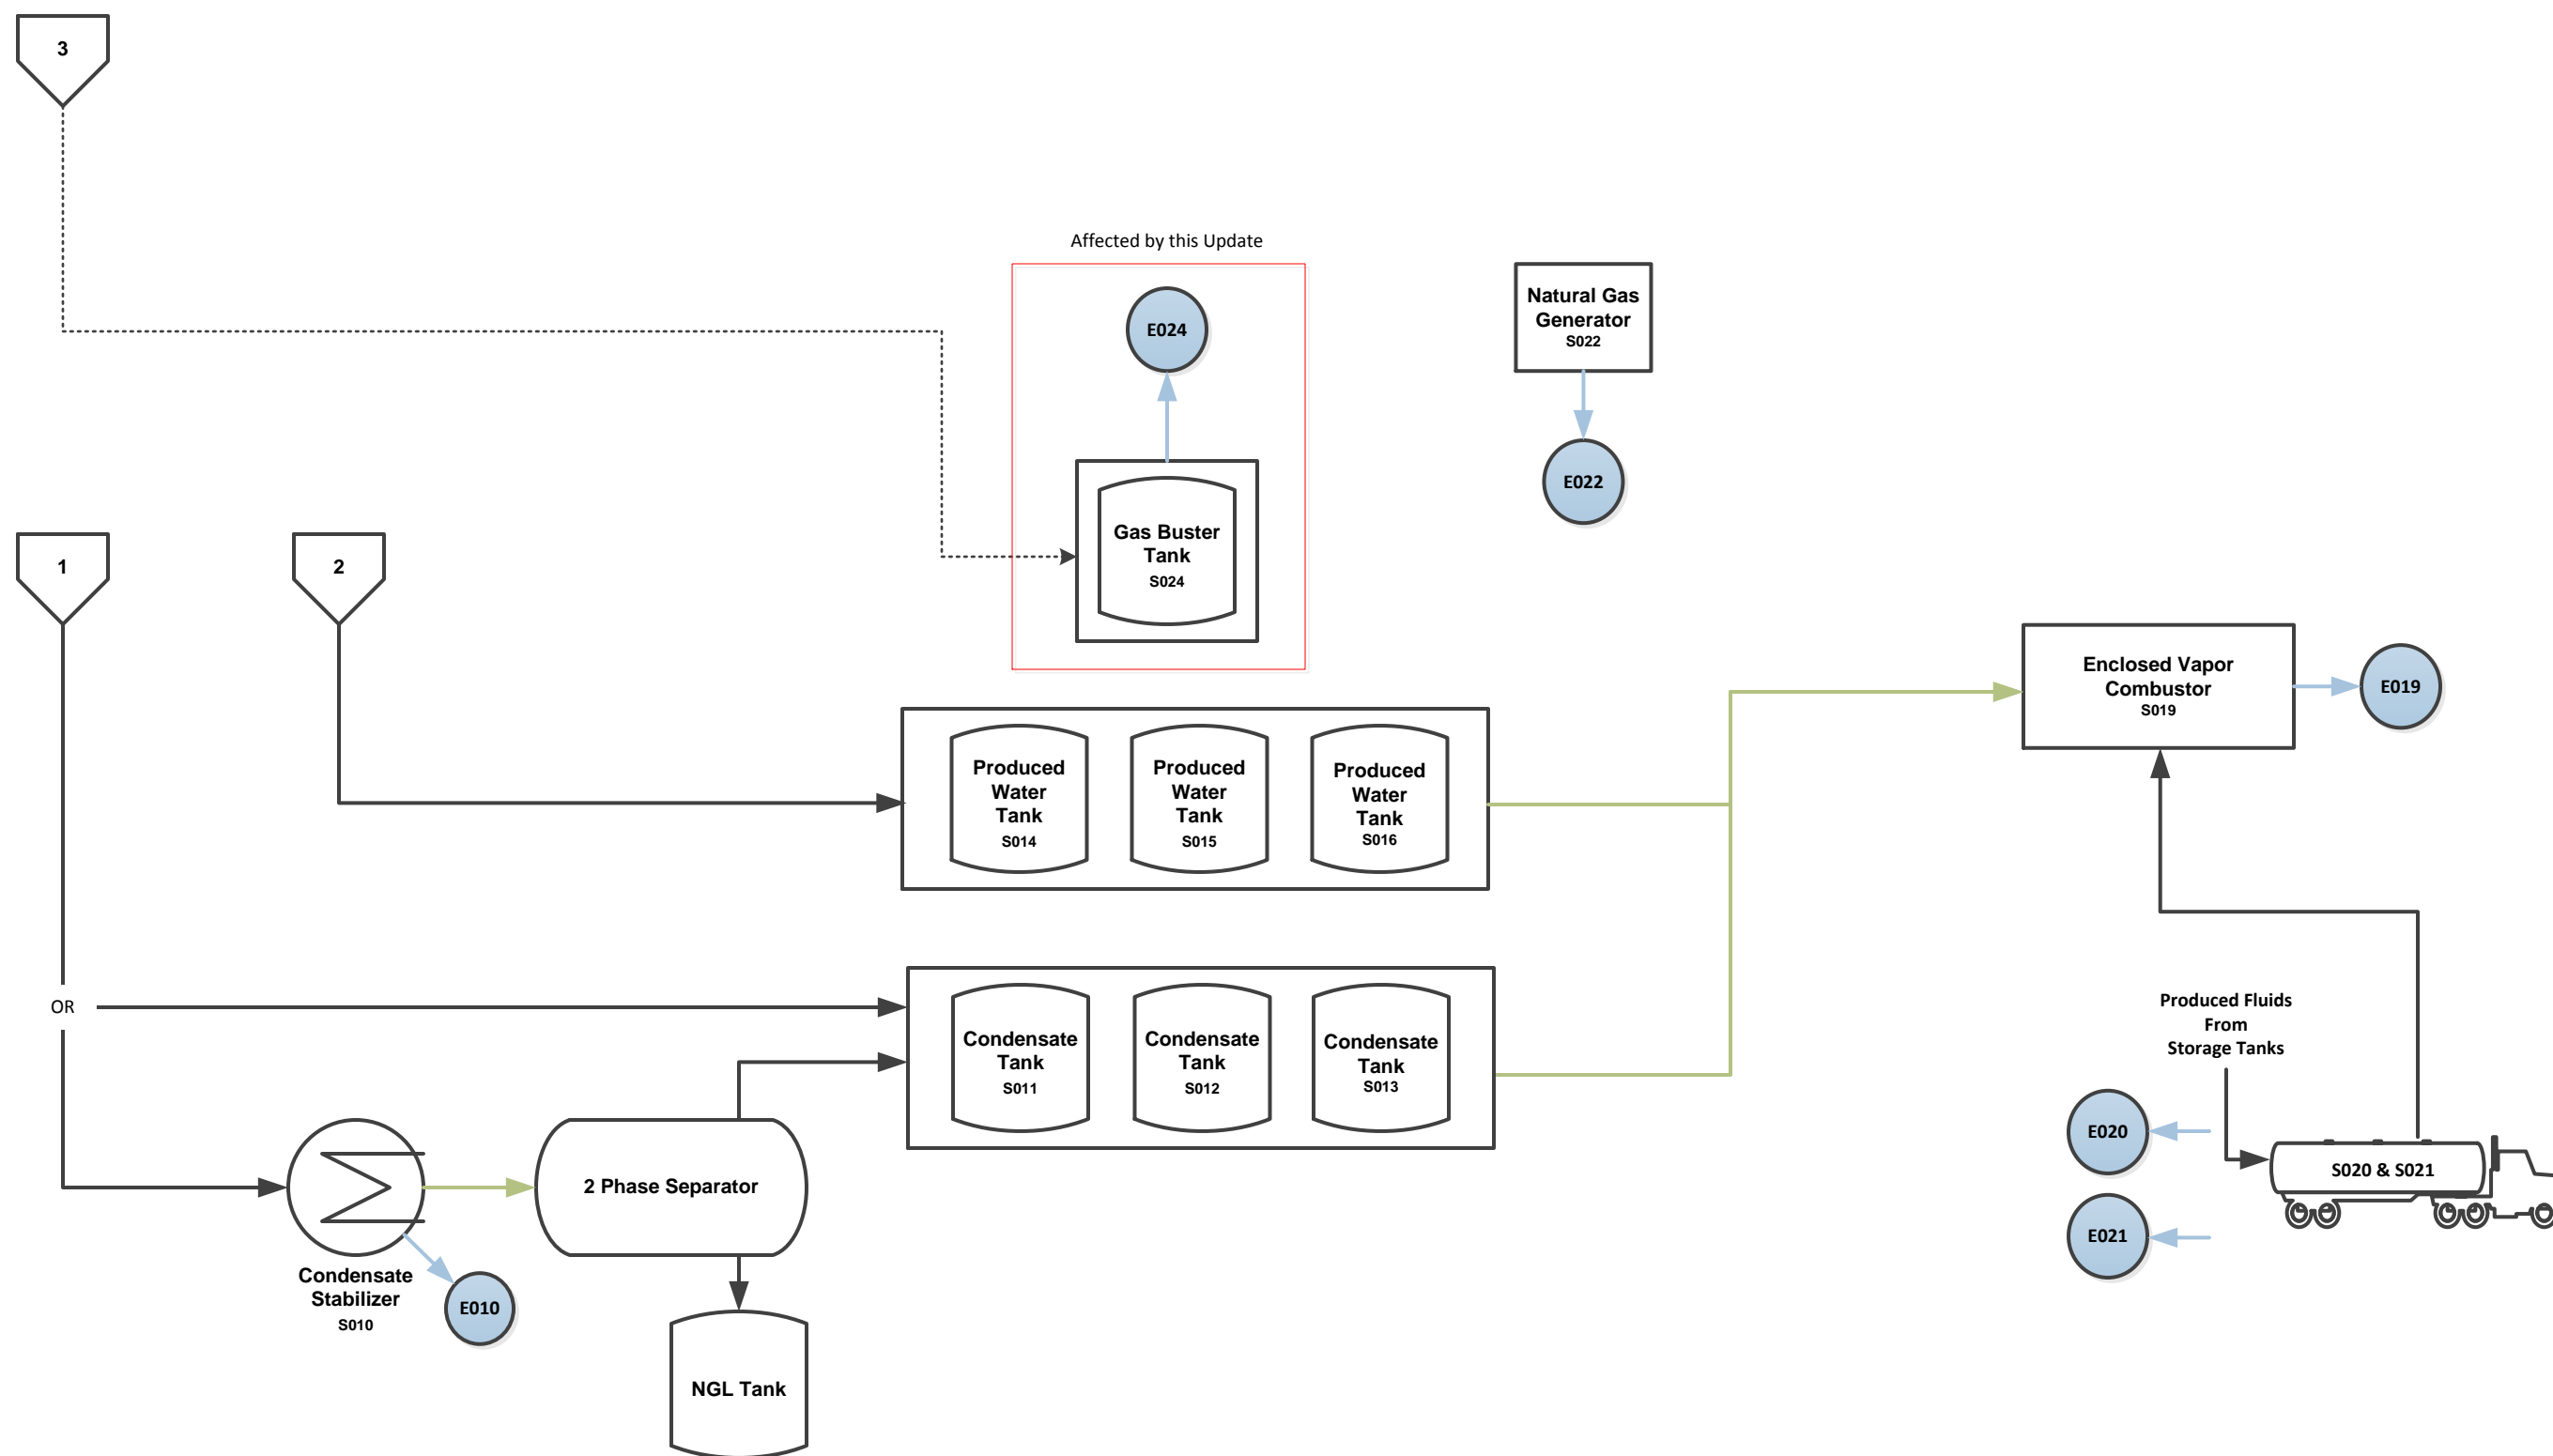 3
Affected by this Update
E024
Natural Gas
Generator
S022
E022
Gas Buster
Tank
S024
1
2
Enclosed Vapor
Combustor
S019
E019
Produced
Water
Tank
S014
Produced
Water
Tank
S015
Produced
Water
Tank
S016
OR
Condensate
Tank
S011
Condensate
Tank
S012
Condensate
Tank
S013
Produced Fluids
From
Storage Tanks
E020
S020 & S021
E021
2 Phase Separator
Condensate
Stabilizer
S010
E010
NGL Tank